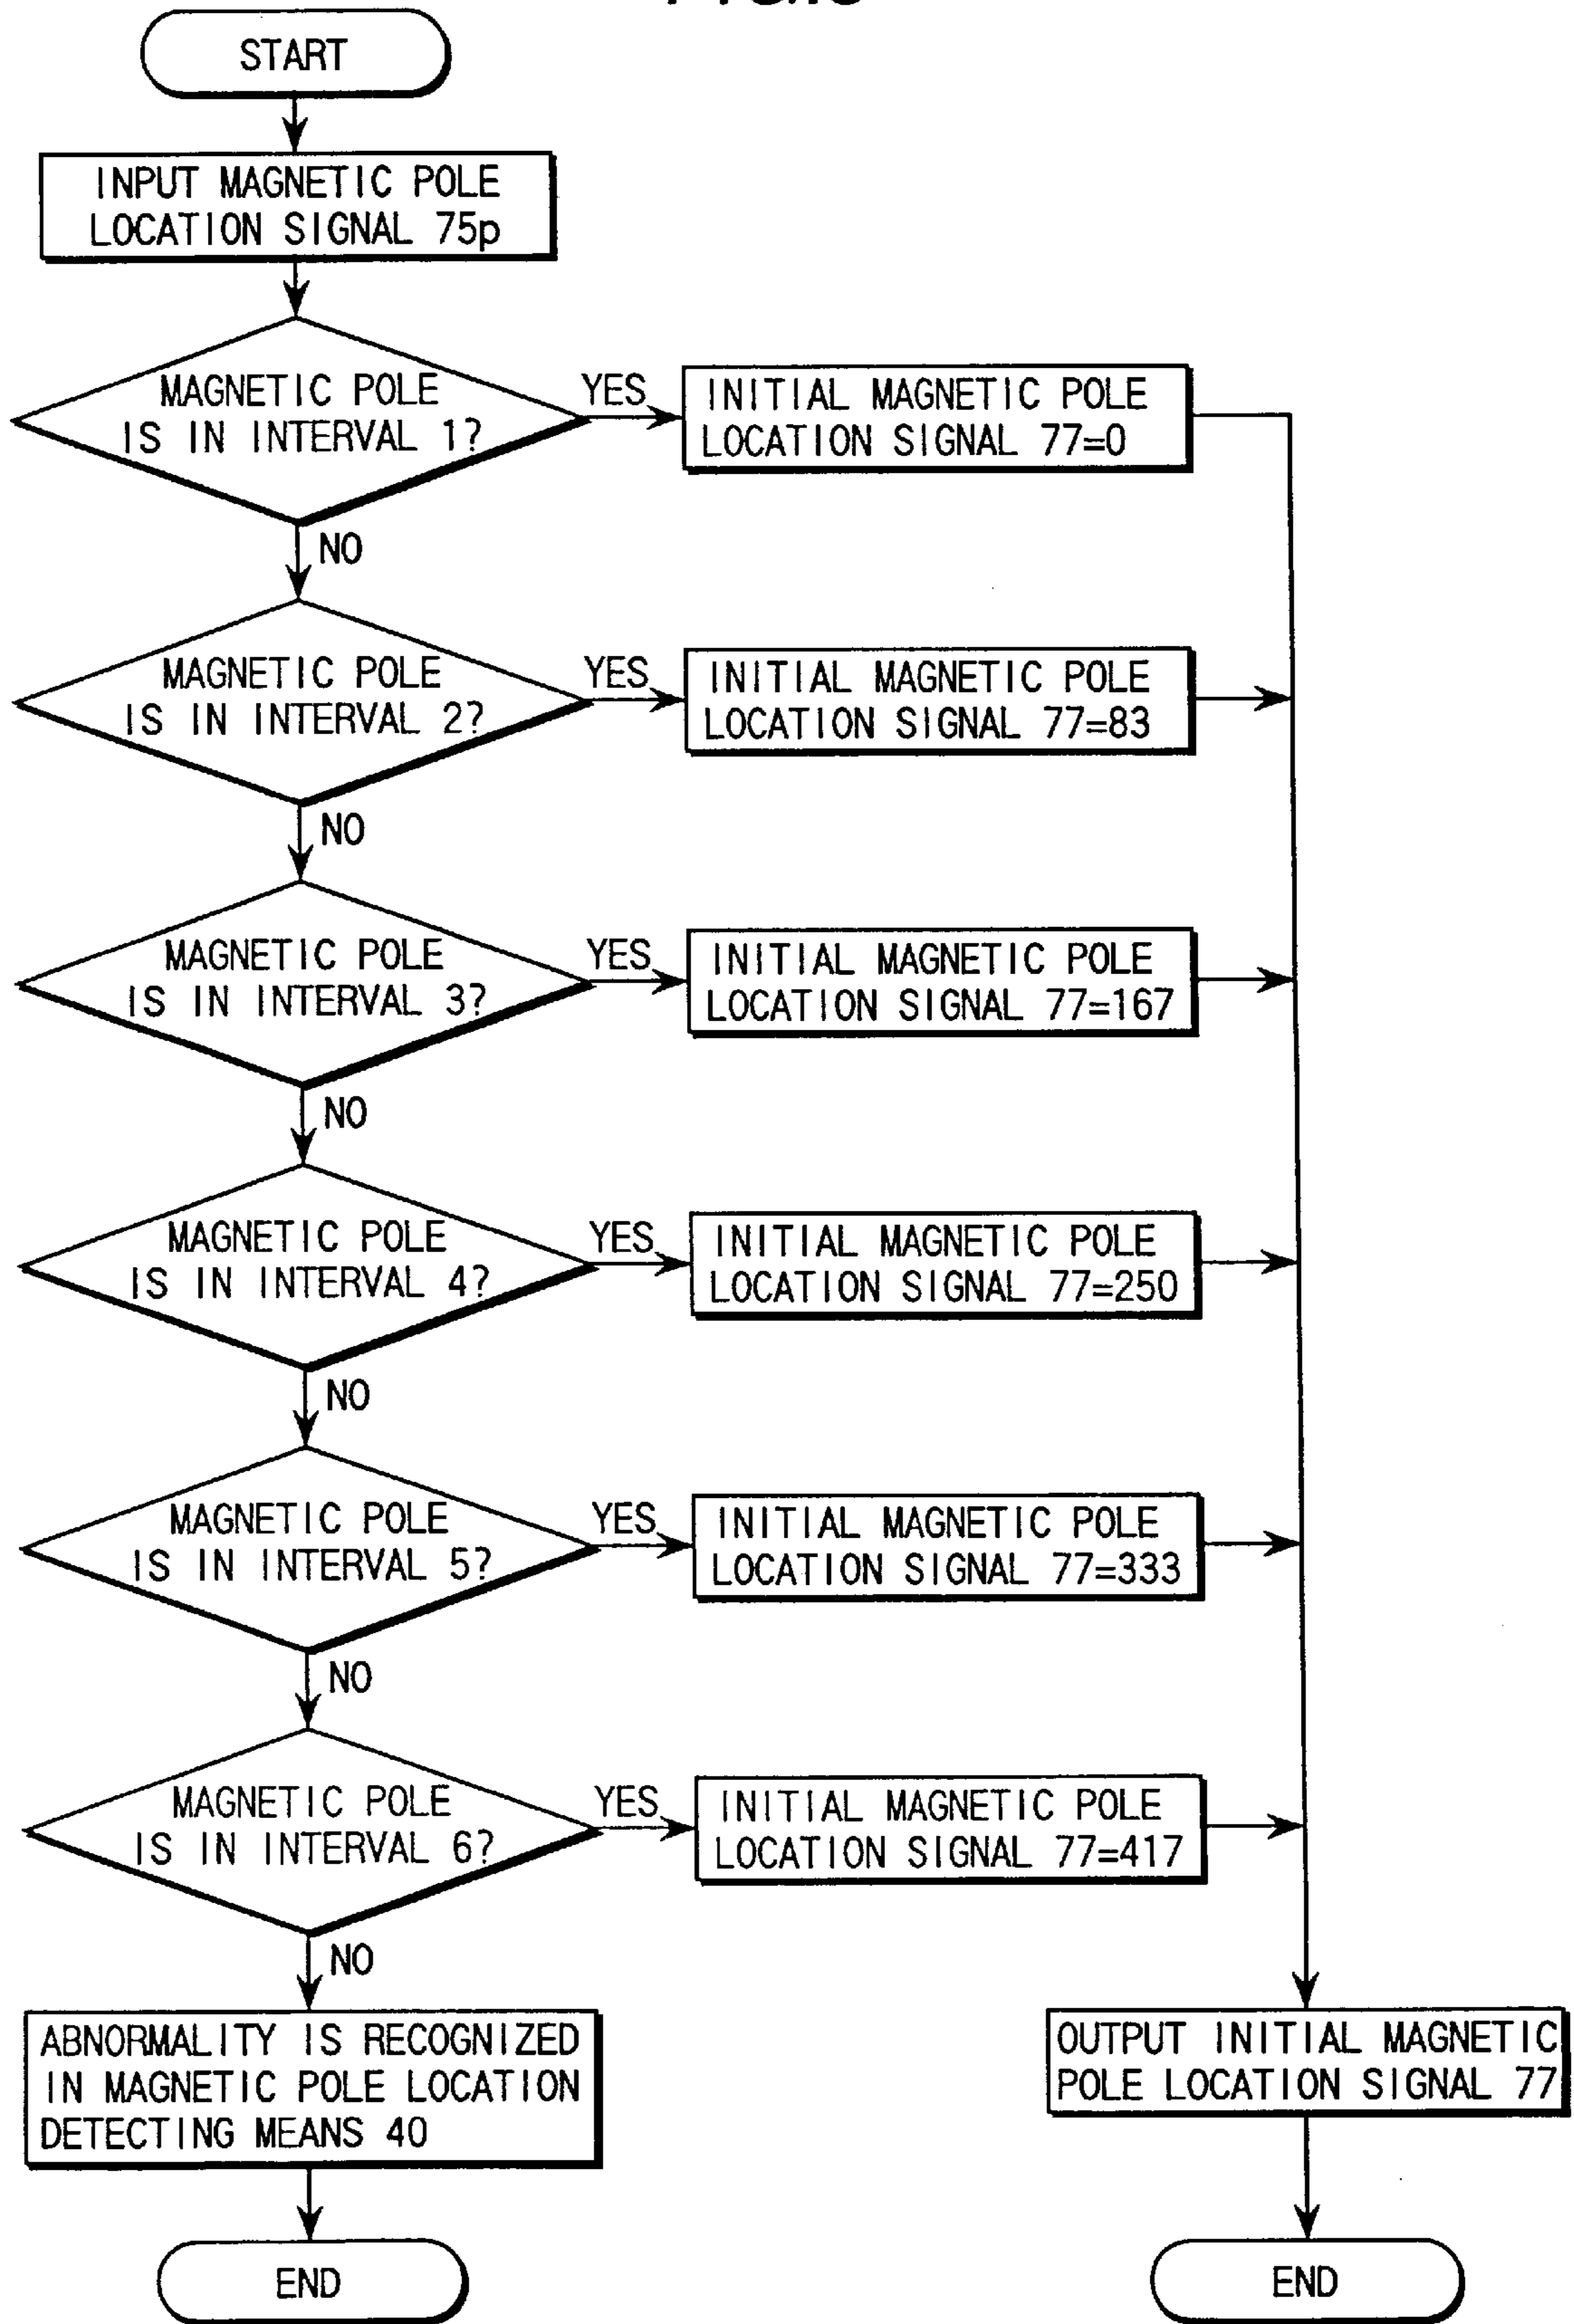 START
INPUT MAGNETIC POLE
LOCATION SIGNAL 75p
MAGNETIC POLE
IS IN INTERVAL 1?
YES
INITIAL MAGNETIC POLE
LOCATION SIGNAL 77=0
NO
MAGNETIC POLE
IS IN INTERVAL 2?
YES
INITIAL MAGNETIC POLE
LOCATION SIGNAL 77=83
NO
MAGNETIC POLE
IS IN INTERVAL 3?
YES
INITIAL MAGNETIC POLE
LOCATION SIGNAL 77=167
NO
MAGNETIC POLE
IS IN INTERVAL 4?
YES
INITIAL MAGNETIC POLE
LOCATION SIGNAL 77=250
NO
MAGNETIC POLE
IS IN INTERVAL 5?
YES
INITIAL MAGNETIC POLE
LOCATION SIGNAL 77=333
NO
MAGNETIC POLE
IS IN INTERVAL 6?
YES
INITIAL MAGNETIC POLE
LOCATION SIGNAL 77=417
NO
ABNORMALITY IS RECOGNIZED
IN MAGNETIC POLE LOCATION
DETECTING MEANS 40
END
OUTPUT INITIAL MAGNETIC
POLE LOCATION SIGNAL 77
END